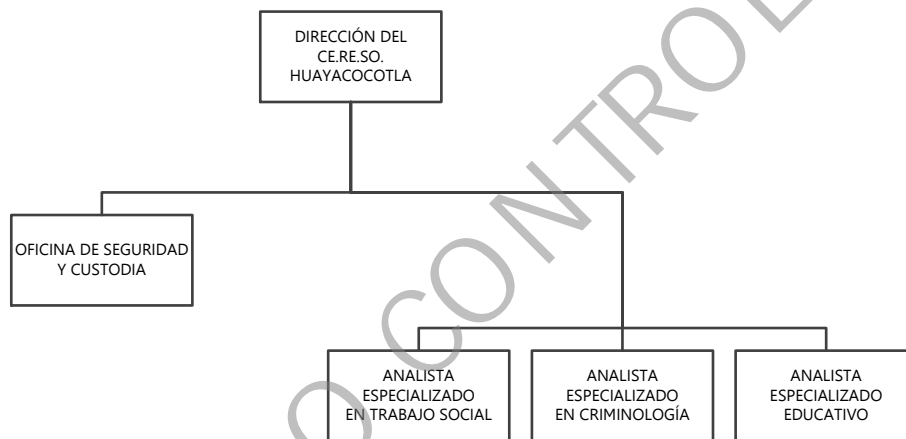 DIRECCIÓN DEL
CE.RE.SO.
HUAYACOCOTLA
OFICINA DE SEGURIDAD
Y CUSTODIA
ANALISTA
ESPECIALIZADO
EN TRABAJO SOCIAL
ANALISTA
ESPECIALIZADO
EN CRIMINOLOGÍA
ANALISTA
ESPECIALIZADO
EDUCATIVO
O CONTROL